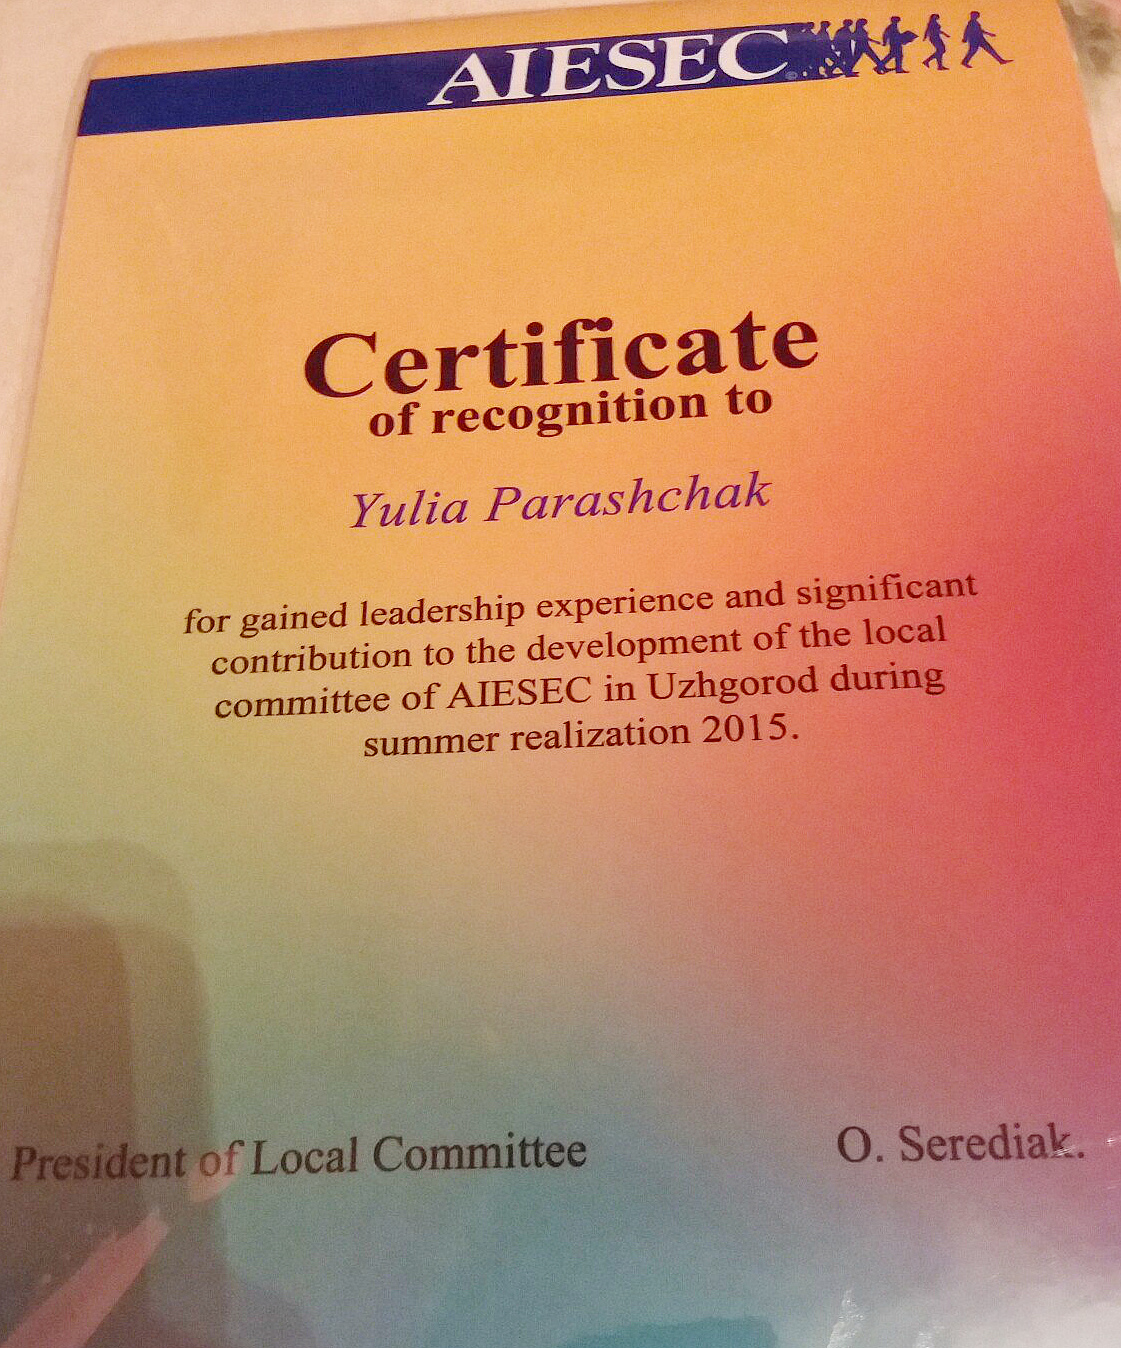 AIESEC
Certificate
of recognition to
Yulia Parashchak
for gained leadership experience and significant
contribution to the development of the local
committee of AIESEC in Uzhgorod during
summer realization 2015.
President of Local Committee O. Serediak.